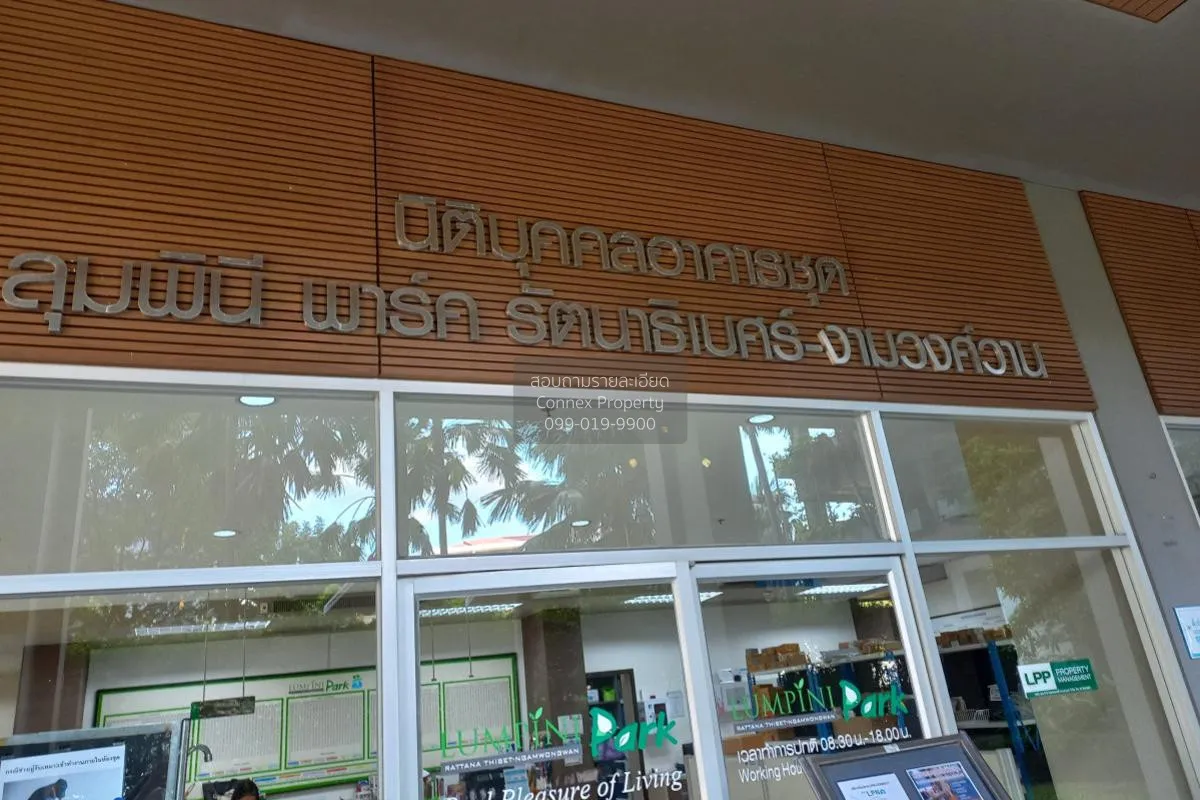 นิติบุคคลอาคารชุด
ลุมพินี พาร์ค รัตนาธิเบศร์-งามวงศ์วาน
สอบถามรายละเอียด
Connex Property
099-019-9900
LUMPINI Park
LUMPINI Park
RATTANA THIBET-NGAMWONGWAN
Pleasure of Living
LUMPINI Park
RATTANA THIBET-NGAMWONGWAN
เวลาทำการปกติ 08.30 น.-18.00น.
Working Hou
LPP PROPERTY MANAGEMENT